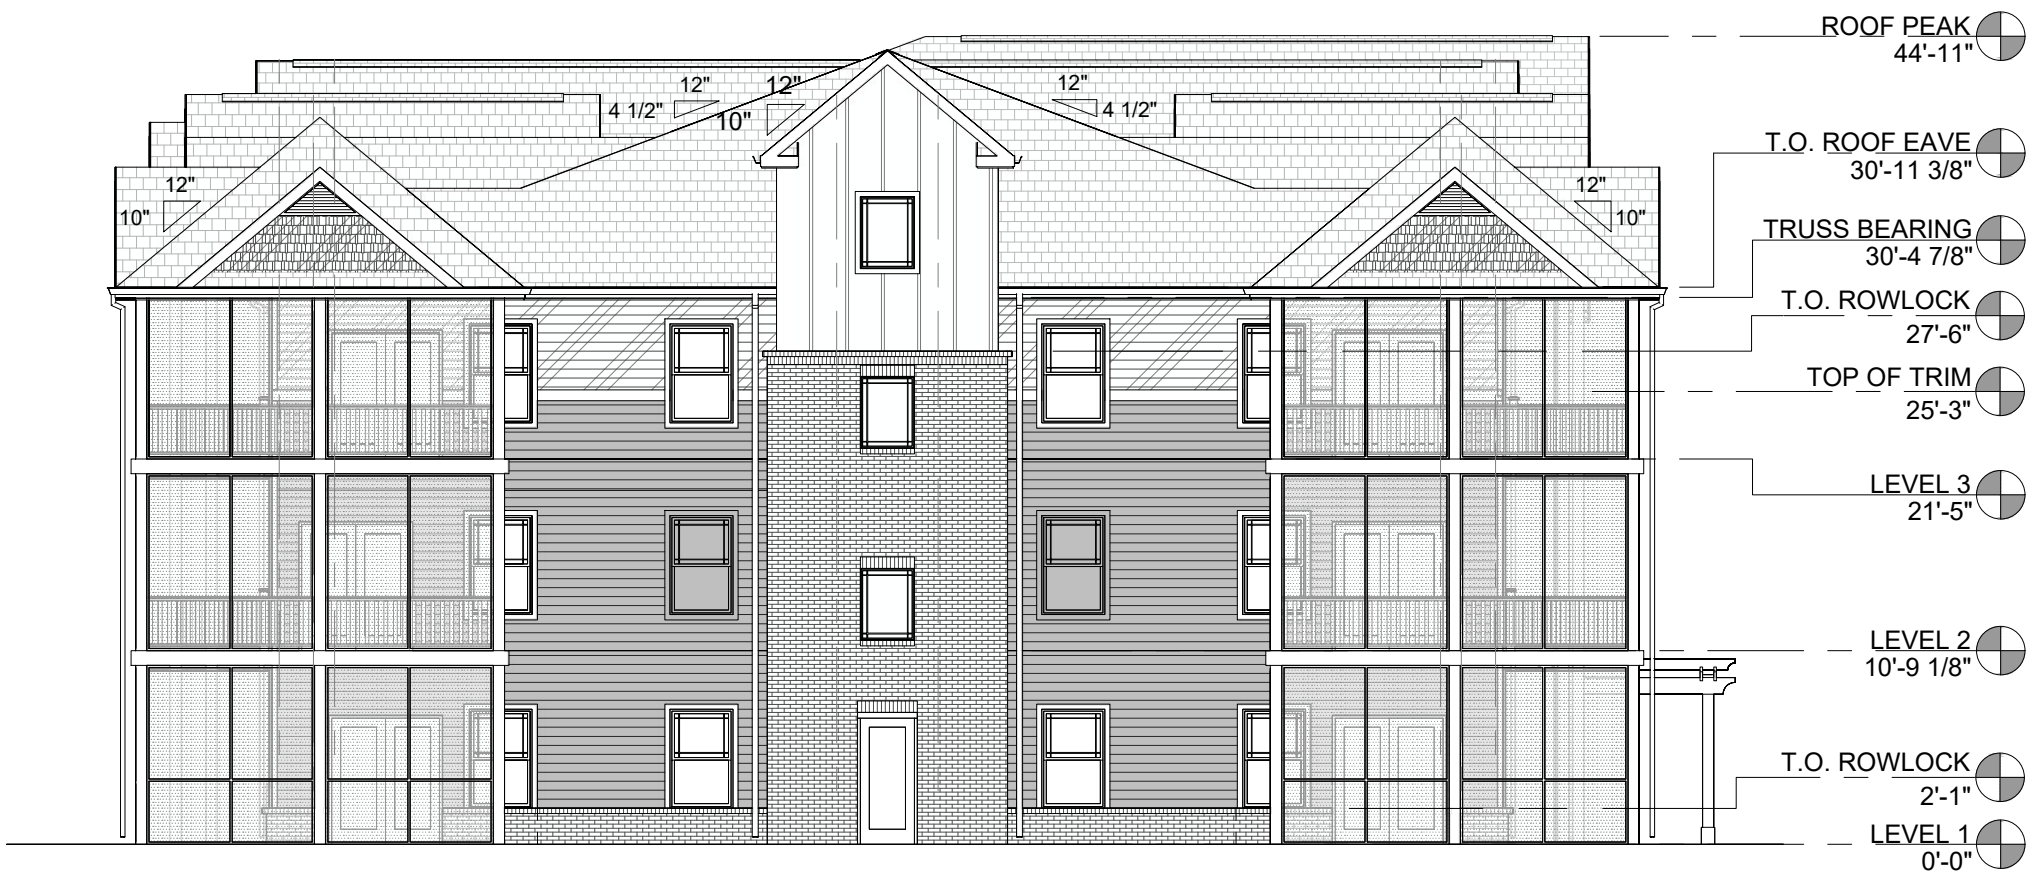 ROOF PEAK
44'-11"
12"
12"
12"
4 1/2"
10"
4 1/2"
T.O. ROOF EAVE
30'-11 3/8"
12"
10"
12"
10"
TRUSS BEARING
30'-4 7/8"
T.O. ROWLOCK
27'-6"
TOP OF TRIM
25'-3"
LEVEL 3
21'-5"
LEVEL 2
10'-9 1/8"
T.O. ROWLOCK
2'-1"
LEVEL 1
0'-0"